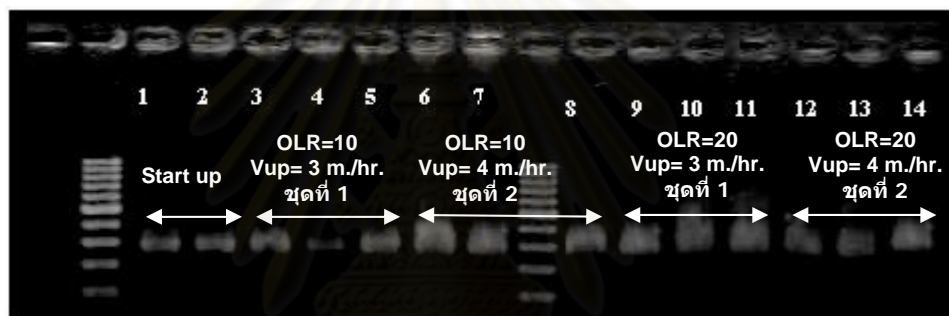 1 2 3 4 5 6 7 8 9 10 11 12 13 14
Start up
OLR=10
Vup= 3 m./hr.
ชุดที่ 1
OLR=10
Vup= 4 m./hr.
ชุดที่ 2
OLR=20
Vup= 3 m./hr.
ชุดที่ 1
OLR=20
Vup= 4 m./hr.
ชุดที่ 2